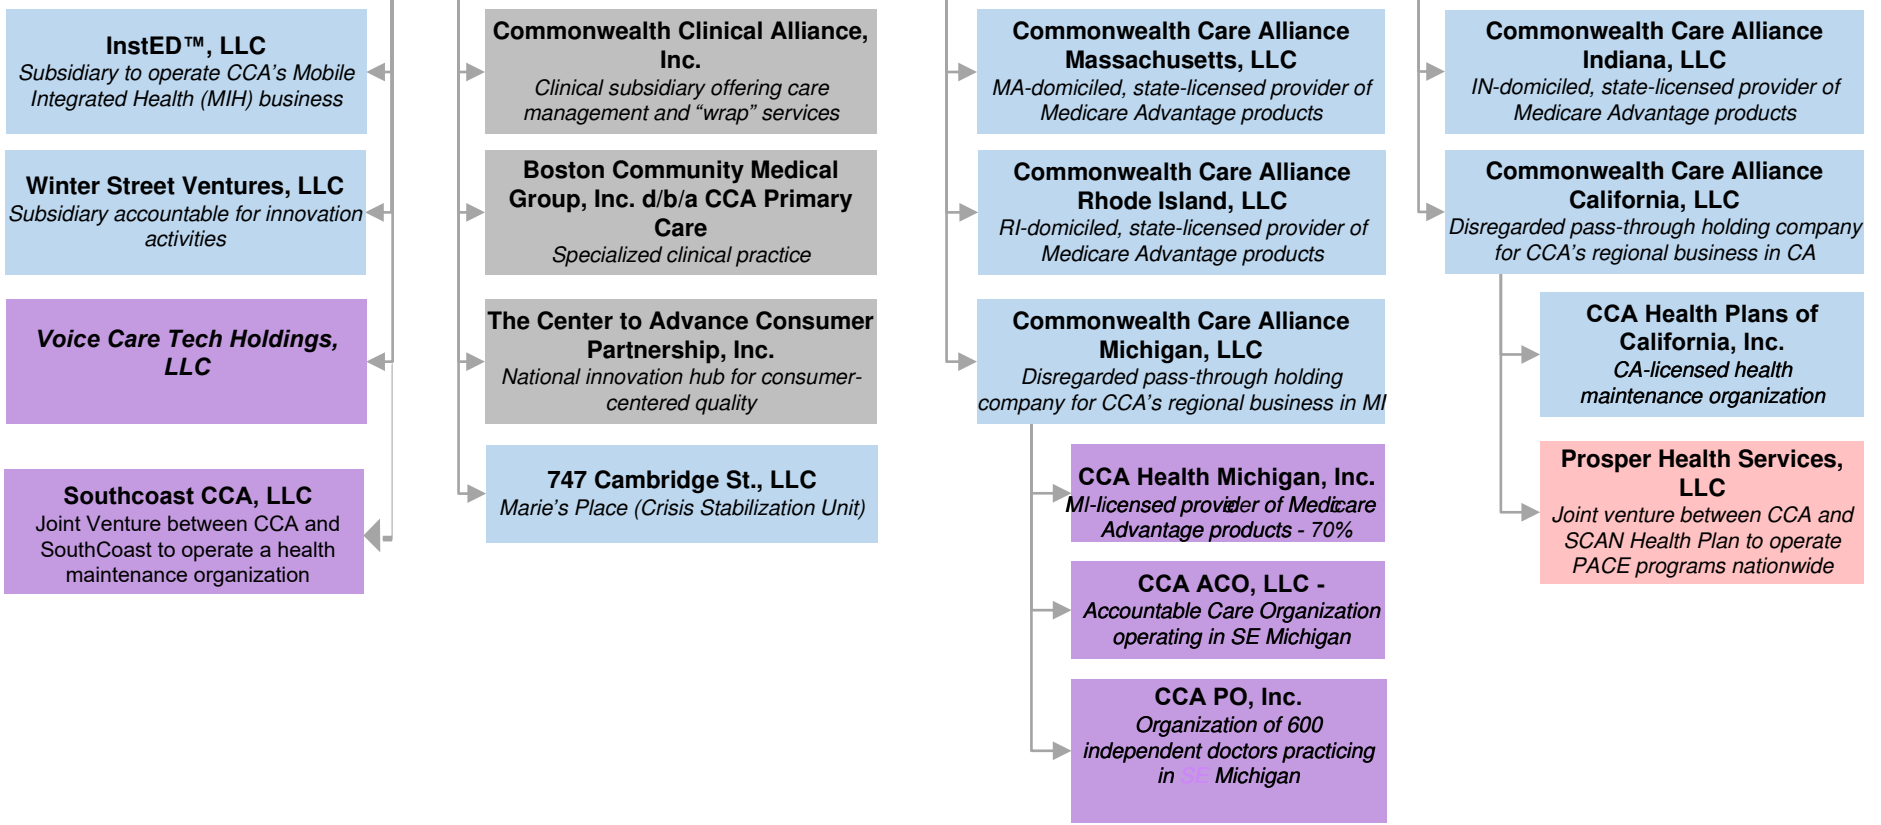 InstED™, LLC
Subsidiary to operate CCA's Mobile
Integrated Health (MIH) business
Winter Street Ventures, LLC
Subsidiary accountable for innovation
activities
Voice Care Tech Holdings,
LLC
Southcoast CCA, LLC
Joint Venture between CCA and
SouthCoast to operate a health
maintenance organization
Commonwealth Clinical Alliance,
Inc.
Clinical subsidiary offering care
management and “wrap” services
Boston Community Medical
Group, Inc. d/b/a CCA Primary
Care
Specialized clinical practice
The Center to Advance Consumer
Partnership, Inc.
National innovation hub for consumer-
centered quality
747 Cambridge St., LLC
Marie's Place (Crisis Stabilization Unit)
Commonwealth Care Alliance
Massachusetts, LLC
MA-domiciled, state-licensed provider of
Medicare Advantage products
Commonwealth Care Alliance
Rhode Island, LLC
RI-domiciled, state-licensed provider of
Medicare Advantage products
Commonwealth Care Alliance
Michigan, LLC
Disregarded pass-through holding
company for CCA's regional business in MI
CCA Health Michigan, Inc.
MI-licensed provider of Medicare
Advantage products - 70%
CCA ACO, LLC -
Accountable Care Organization
operating in SE Michigan
CCA PO, Inc.
Organization of 600
independent doctors practicing
in SE Michigan
Commonwealth Care Alliance
Indiana, LLC
IN-domiciled, state-licensed provider of
Medicare Advantage products
Commonwealth Care Alliance
California, LLC
Disregarded pass-through holding company
for CCA's regional business in CA
CCA Health Plans of
California, Inc.
CA-licensed health
maintenance organization
Prosper Health Services,
LLC
Joint venture between CCA and
SCAN Health Plan to operate
PACE programs nationwide